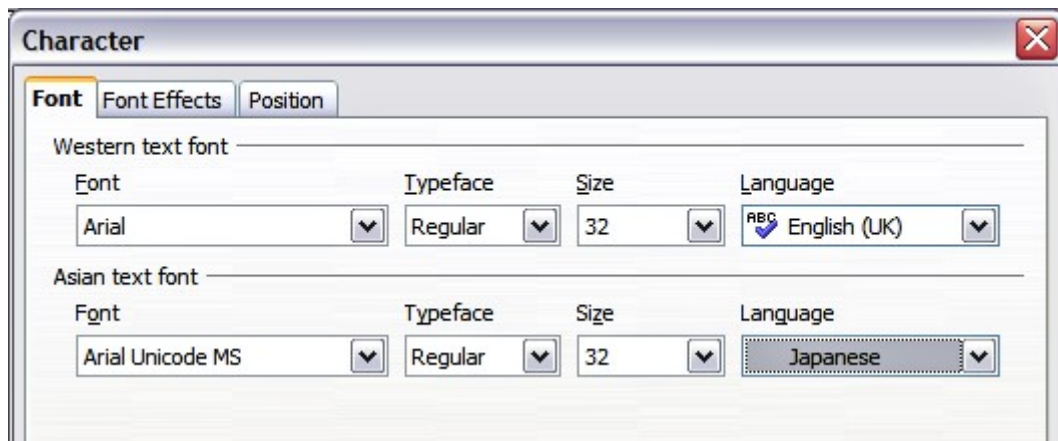 Character
Font Font Effects Position
Western text font
Font Typeface Size Language
Arial Regular 32 ABC English (UK)
Asian text font
Font Typeface Size Language
Arial Unicode MS Regular 32 Japanese